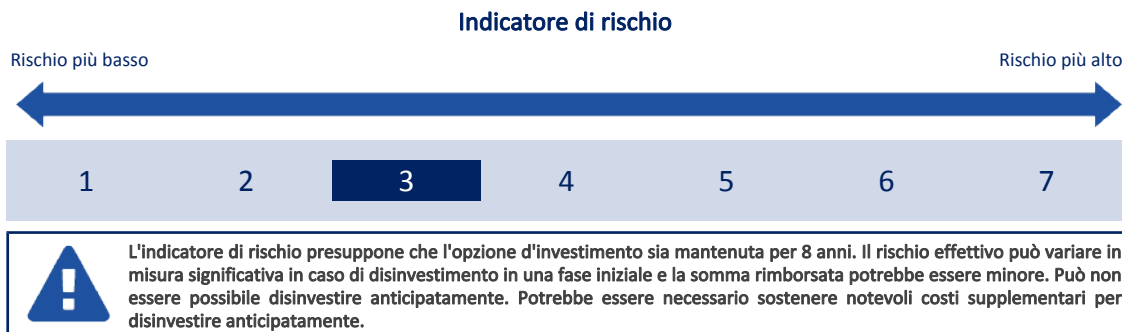 Indicatore di rischio
Rischio più basso
Rischio più alto
1 2 3 4 5 6 7
L'indicatore di rischio presuppone che l'opzione d'investimento sia mantenuta per 8 anni. Il rischio effettivo può variare in
misura significativa in caso di disinvestimento in una fase iniziale e la somma rimborsata potrebbe essere minore. Può non
essere possibile disinvestire anticipatamente. Potrebbe essere necessario sostenere notevoli costi supplementari per
disinvestire anticipatamente.